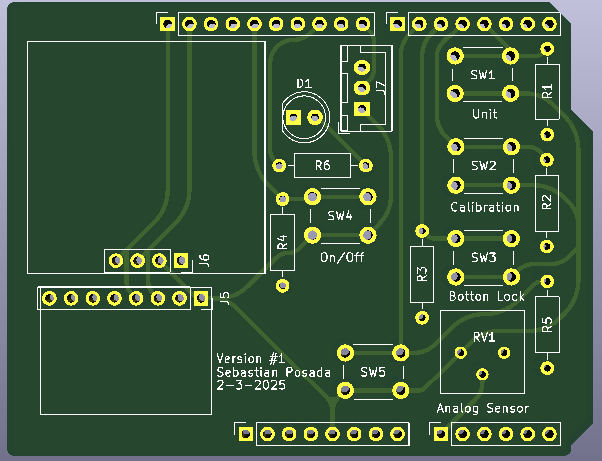 D1
J7
SW1
R1
Unit
R6
SW2
R2
Calibration
SW4
R4
On/Off
SW3
R3
J6
Botton Lock
J5
R5
RV1
Version #1
Sebastian Posada
2-3-2025
SW5
Analog Sensor